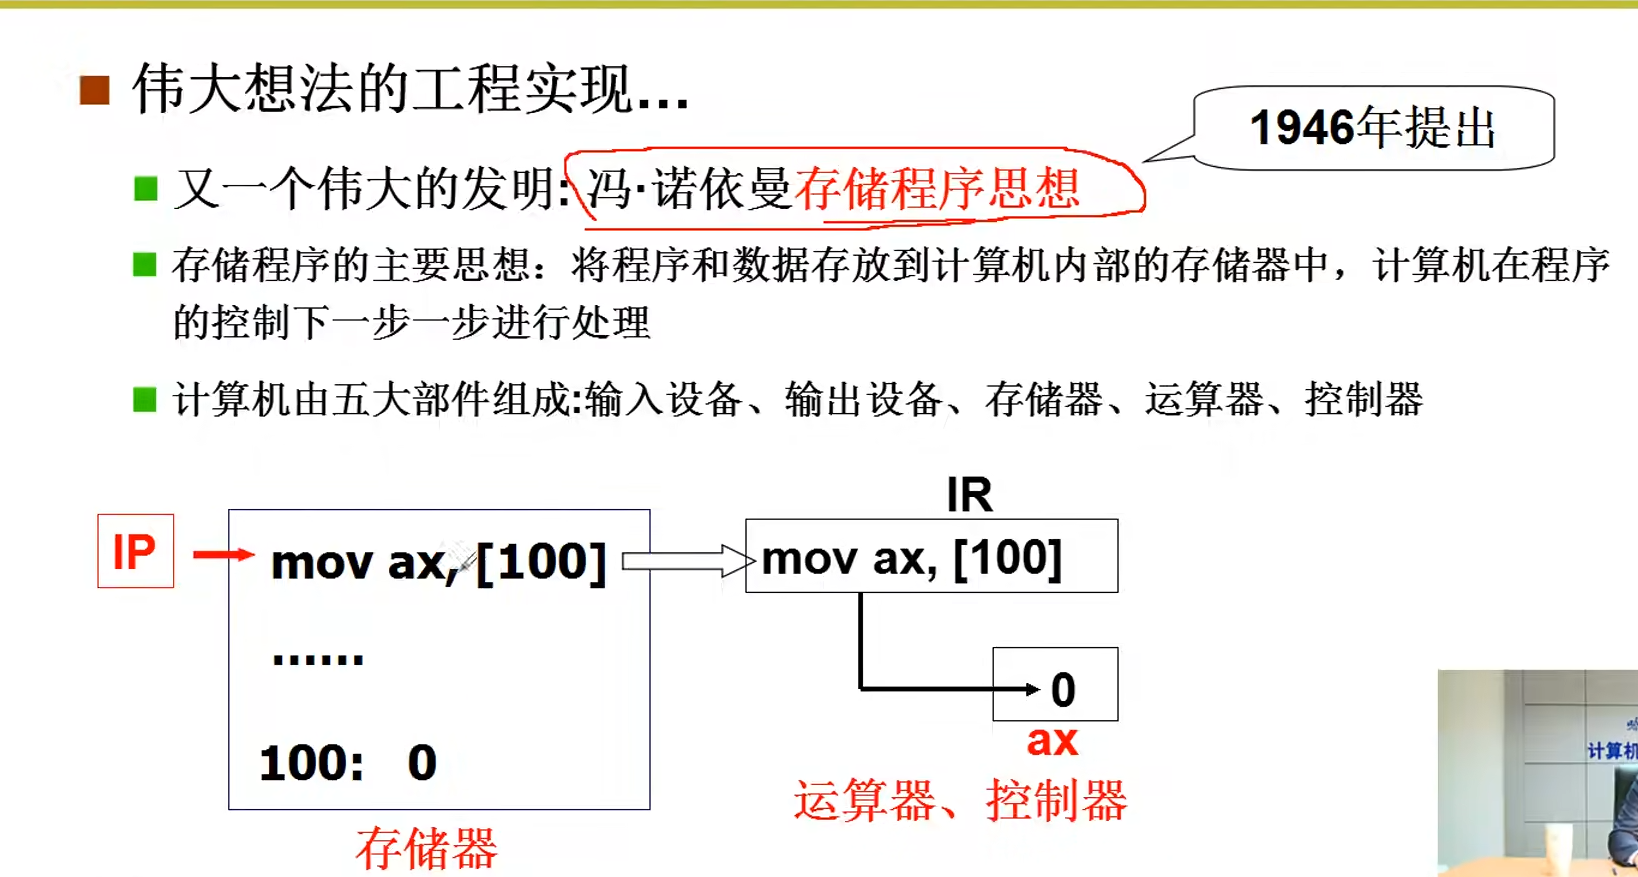 伟大想法的工程实现...
1946年提出
又一个伟大的发明:冯·诺依曼存储程序思想
存储程序的主要思想：将程序和数据存放到计算机内部的存储器中，计算机在程序
的控制下一步一步进行处理
计算机由五大部件组成:输入设备、输出设备、存储器、运算器、控制器
IR
IP
mov ax, [100]
mov ax, [100]
......
0
ax
100: 0
运算器、控制器
存储器
计算机